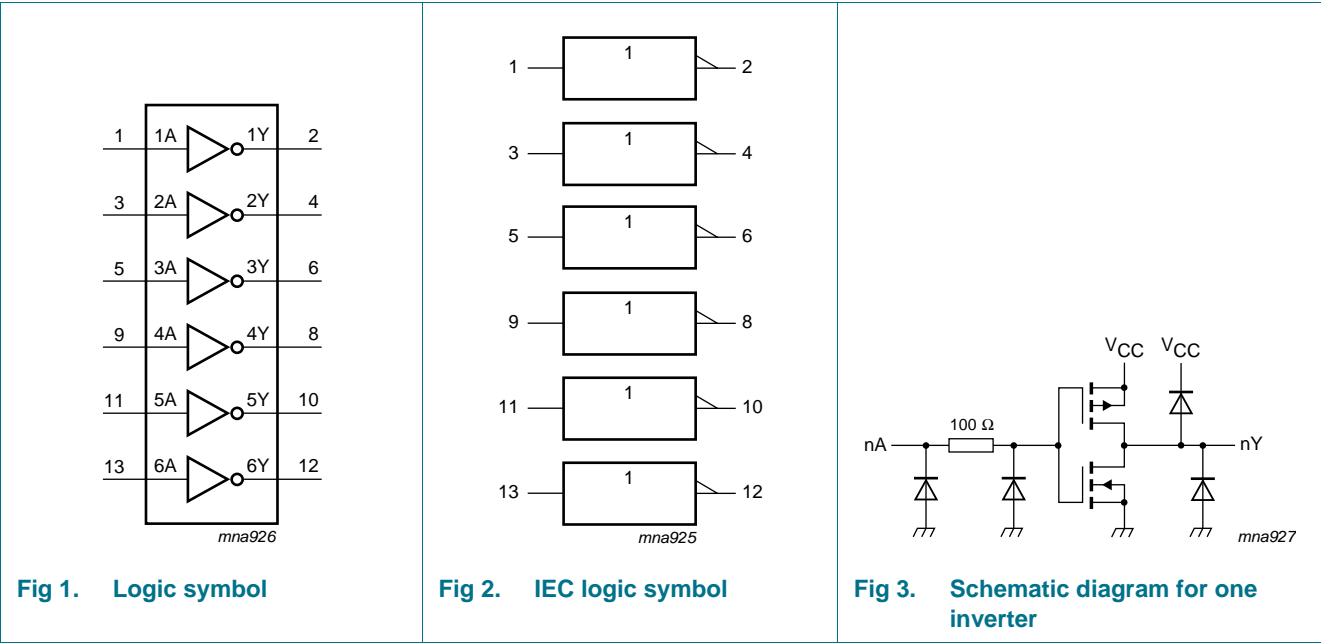 1 1A 1Y 2
3 2A 2Y 4
5 3A 3Y 6
9 4A 4Y 8
11 5A 5Y 10
13 6A 6Y 12
mna926
Fig 1. Logic symbol
1 1 2
3 1 4
5 1 6
9 1 8
11 1 10
13 1 12
mna925
Fig 2. IEC logic symbol
VCC VCC
100 Ω
nA nY
mna927
Fig 3. Schematic diagram for one
inverter